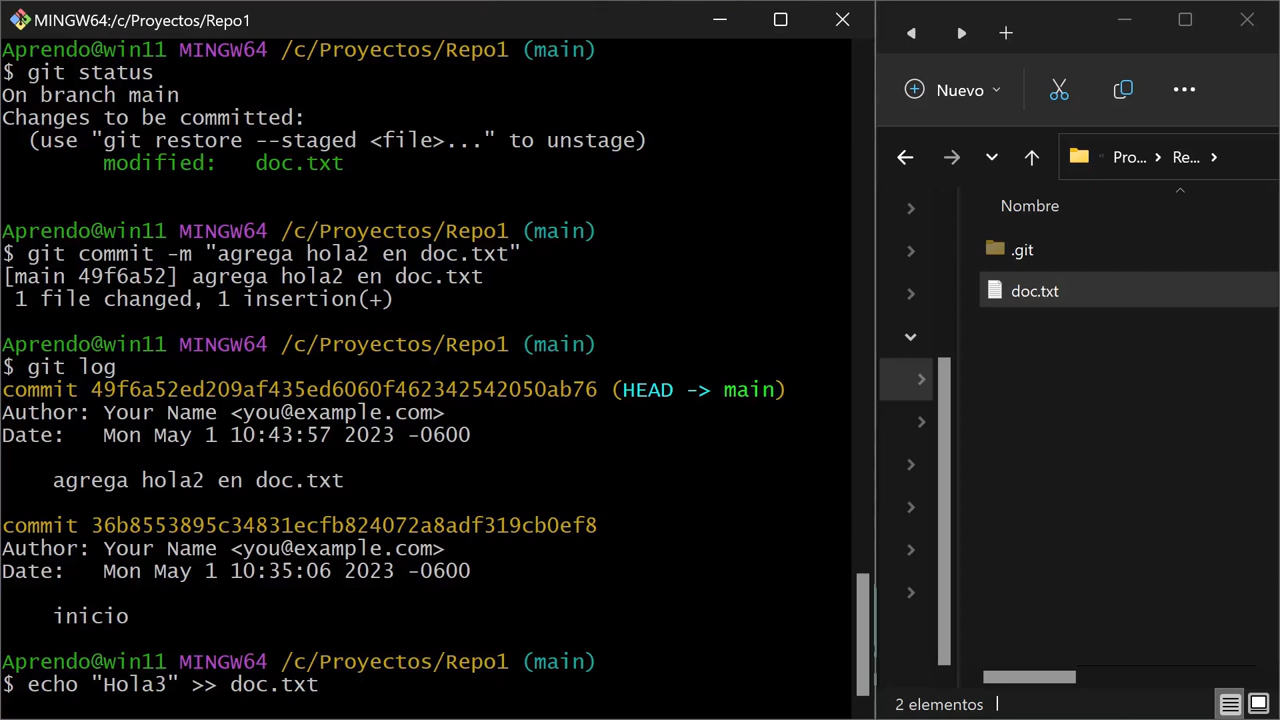 MINGW64:/c/Proyectos/Repo1
Aprendo@win11 MINGW64 /c/Proyectos/Repo1 (main)
$ git status
On branch main
Changes to be committed:
  (use "git restore --staged <file>..." to unstage)
        modified:   doc.txt
Aprendo@win11 MINGW64 /c/Proyectos/Repo1 (main)
$ git commit -m "agrega hola2 en doc.txt"
[main 49f6a52] agrega hola2 en doc.txt
 1 file changed, 1 insertion(+)
Aprendo@win11 MINGW64 /c/Proyectos/Repo1 (main)
$ git log
commit 49f6a52ed209af435ed6060f462342542050ab76 (HEAD -> main)
Author: Your Name <you@example.com>
Date:   Mon May 1 10:43:57 2023 -0600
    agrega hola2 en doc.txt
commit 36b8553895c34831ecfb824072a8adf319cb0ef8
Author: Your Name <you@example.com>
Date:   Mon May 1 10:35:06 2023 -0600
    inicio
Aprendo@win11 MINGW64 /c/Proyectos/Repo1 (main)
$ echo "Hola3" >> doc.txt
Nuevo
Pro... Re...
Nombre
.git
doc.txt
2 elementos